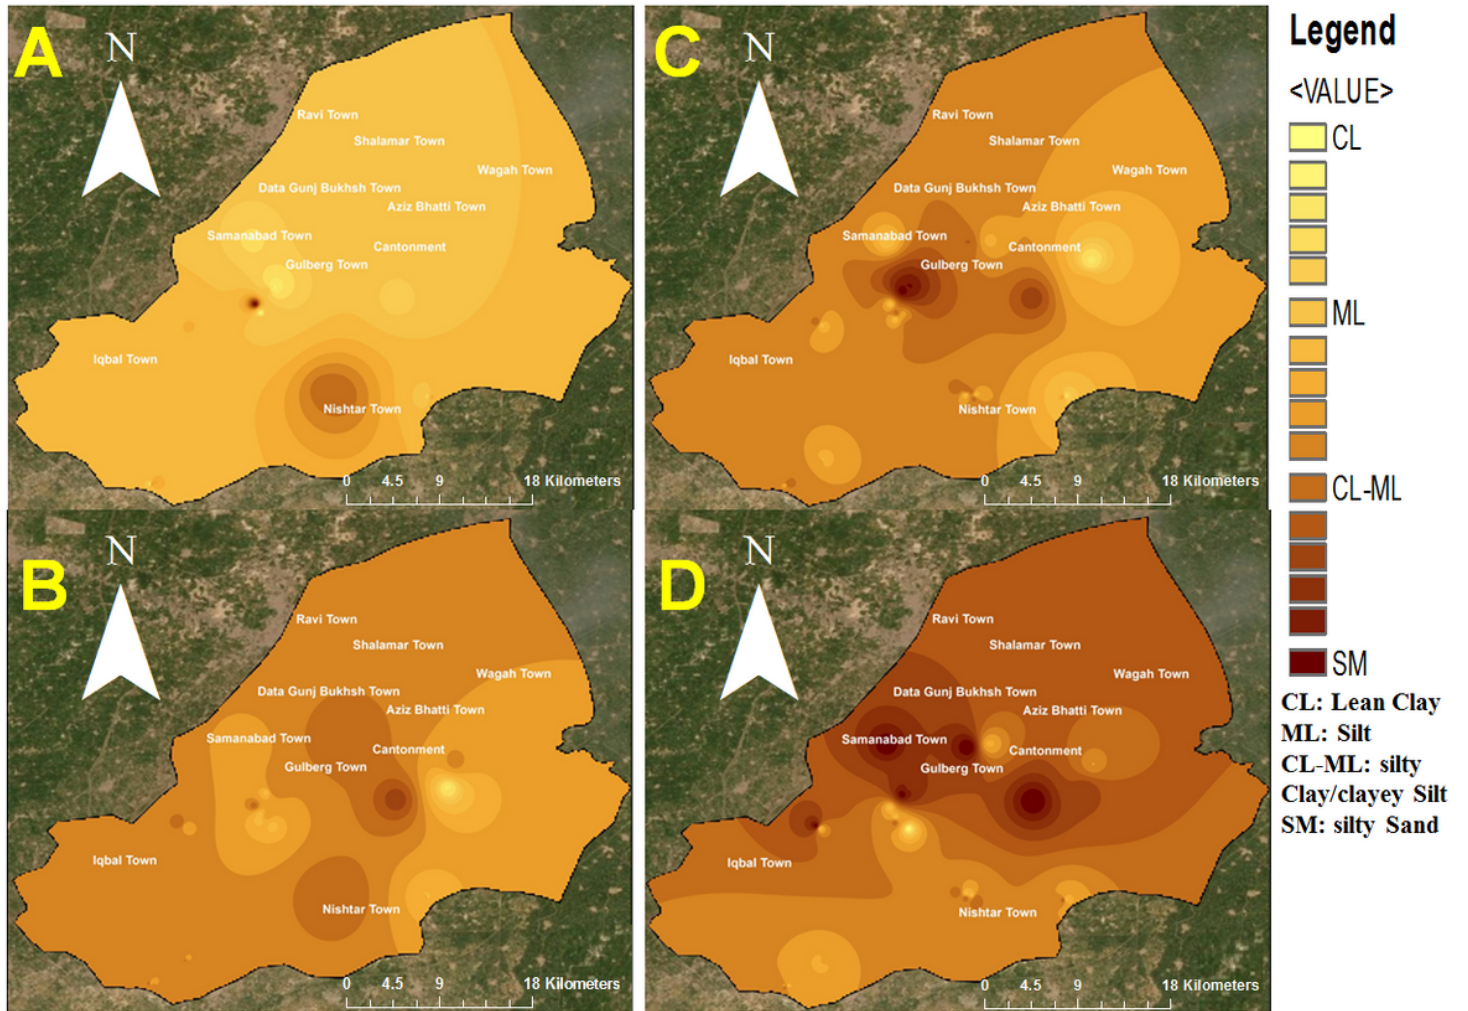 A
N
Ravi Town
Shalamar Town
Wagah Town
Data Gunj Bukhsh Town
Aziz Bhatti Town
Samanabad Town
Cantonment
Gulberg Town
Iqbal Town
Nishtar Town
0 4.5 9 18 Kilometers
C
N
Ravi Town
Shalamar Town
Wagah Town
Data Gunj Bukhsh Town
Aziz Bhatti Town
Samanabad Town
Cantonment
Gulberg Town
Iqbal Town
Nishtar Town
0 4.5 9 18 Kilometers
B
N
Ravi Town
Shalamar Town
Wagah Town
Data Gunj Bukhsh Town
Aziz Bhatti Town
Samanabad Town
Cantonment
Gulberg Town
Iqbal Town
Nishtar Town
0 4.5 9 18 Kilometers
D
N
Ravi Town
Shalamar Town
Wagah Town
Data Gunj Bukhsh Town
Aziz Bhatti Town
Samanabad Town
Cantonment
Gulberg Town
Iqbal Town
Nishtar Town
0 4.5 9 18 Kilometers
Legend
<VALUE>
CL
ML
CL-ML
SM
CL: Lean Clay
ML: Silt
CL-ML: silty
Clay/clayey Silt
SM: silty Sand